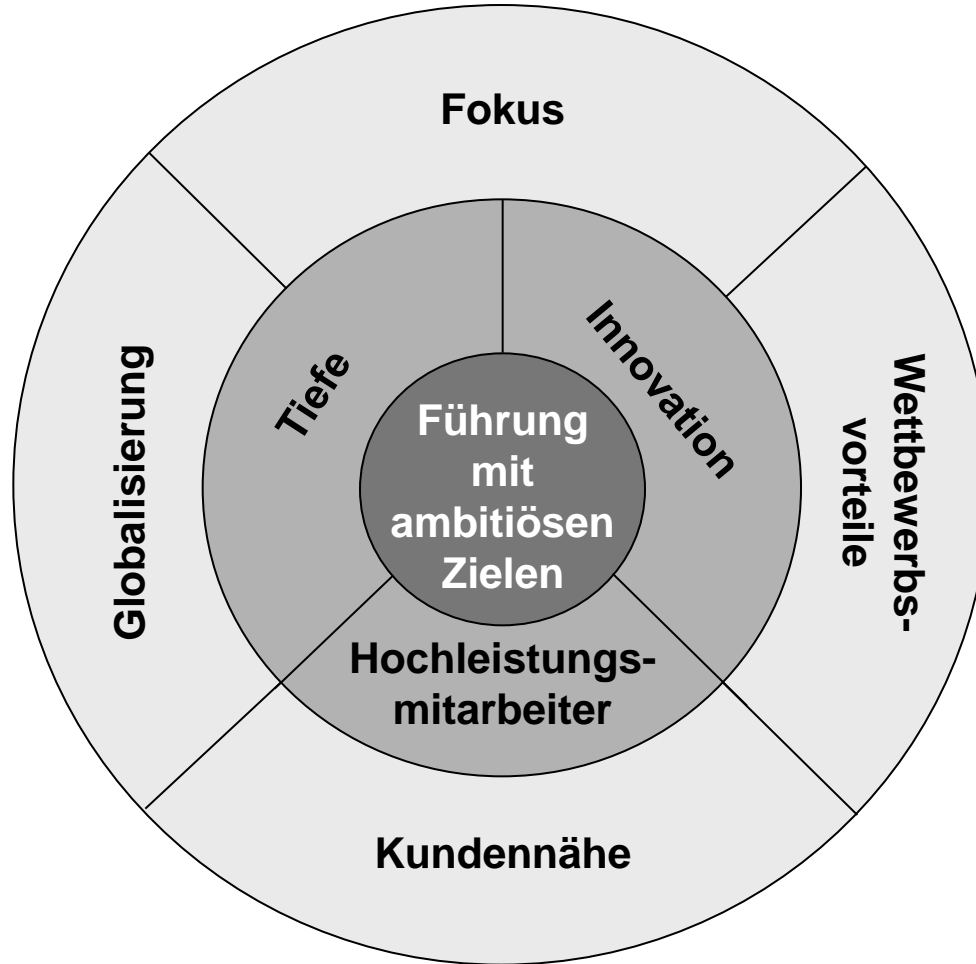 Fokus
Innovation
Tiefe
Globalisierung
Wettbewerbs-
vorteile
Führung
mit
ambitiösen
Zielen
Hochleistungs-
mitarbeiter
Kundennähe